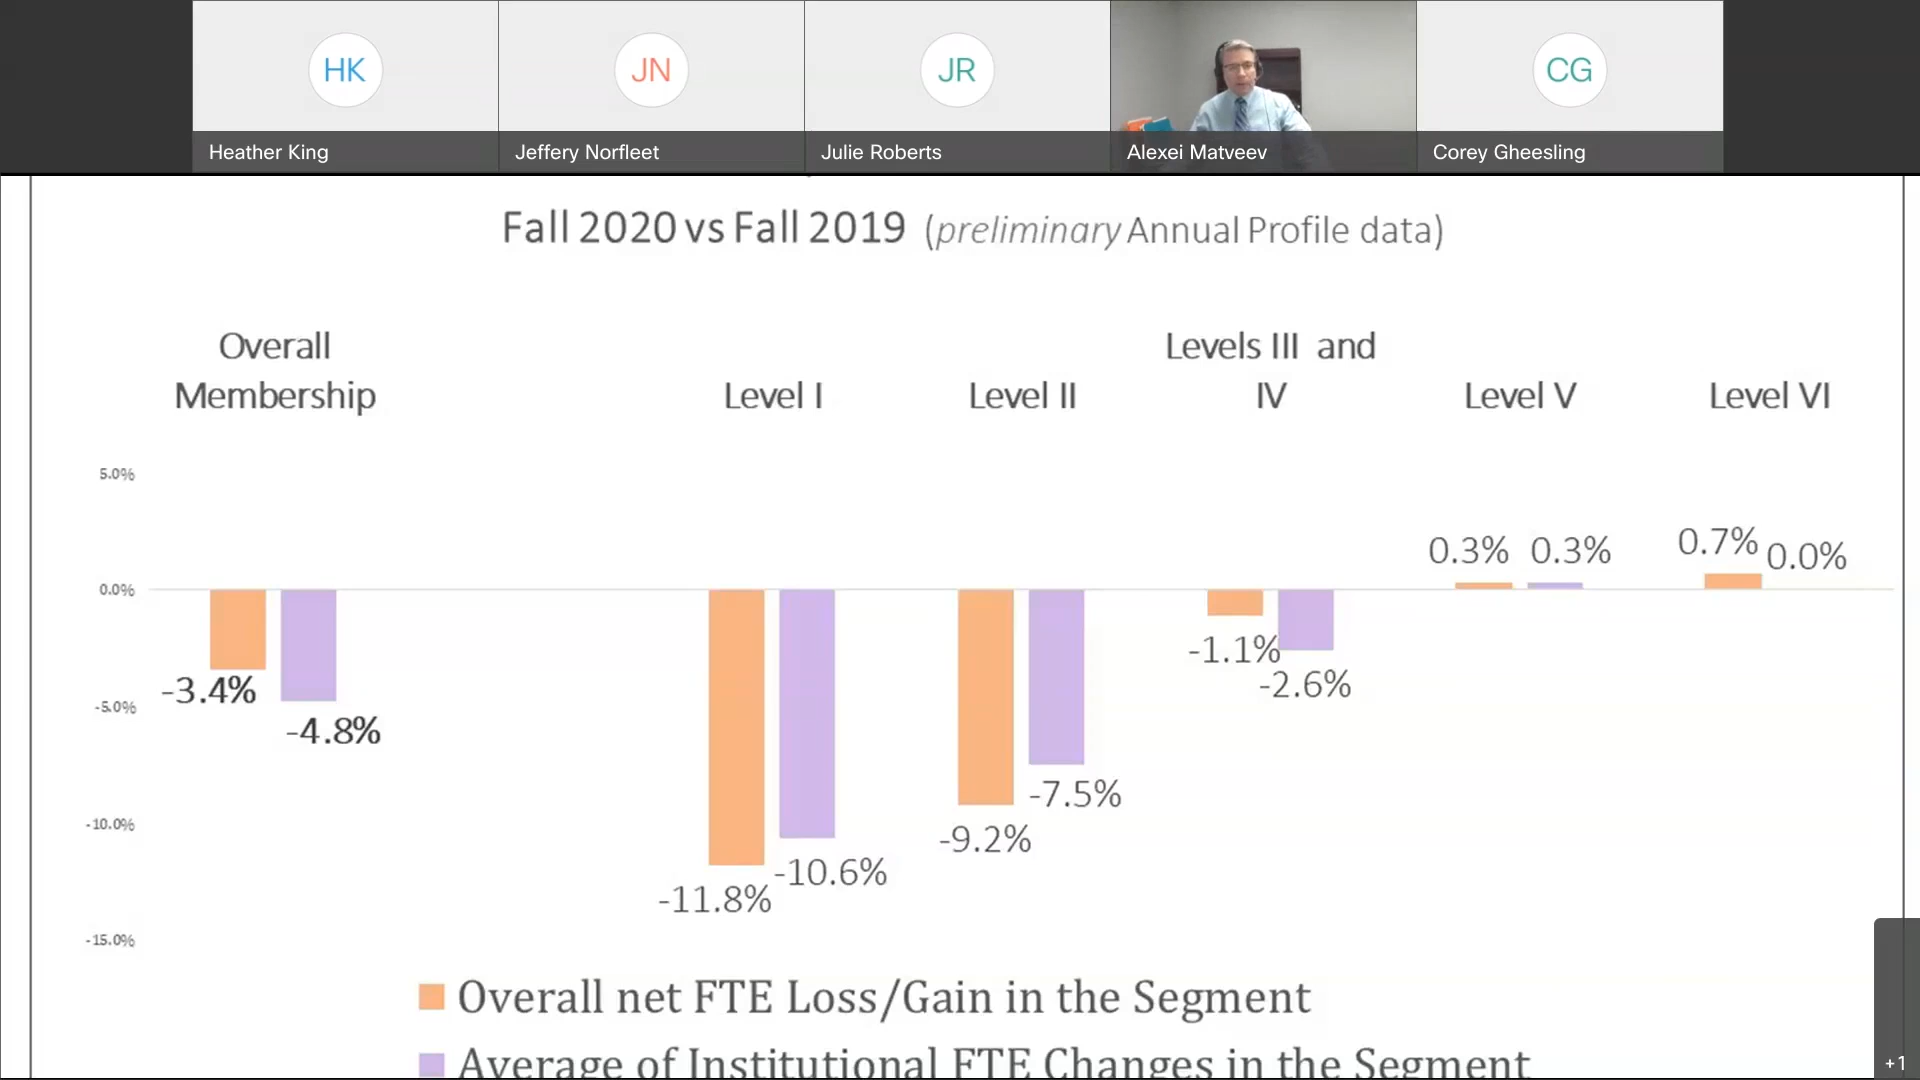 HK
JN
JR
CG
Heather King
Jeffery Norfleet
Julie Roberts
Alexei Matveev
Corey Gheesling
Fall 2020 vs Fall 2019 (preliminary Annual Profile data)
Overall
Membership
Level I
Level II
Levels III and
IV
Level V
Level VI
5.0%
0.0%
-5.0%
-10.0%
-15.0%
-3.4%
-4.8%
-11.8%
-10.6%
-9.2%
-7.5%
-1.1%
-2.6%
0.3%
0.3%
0.7%
0.0%
Overall net FTE Loss/Gain in the Segment
Average of Institutional FTE Changes in the Segment
+1